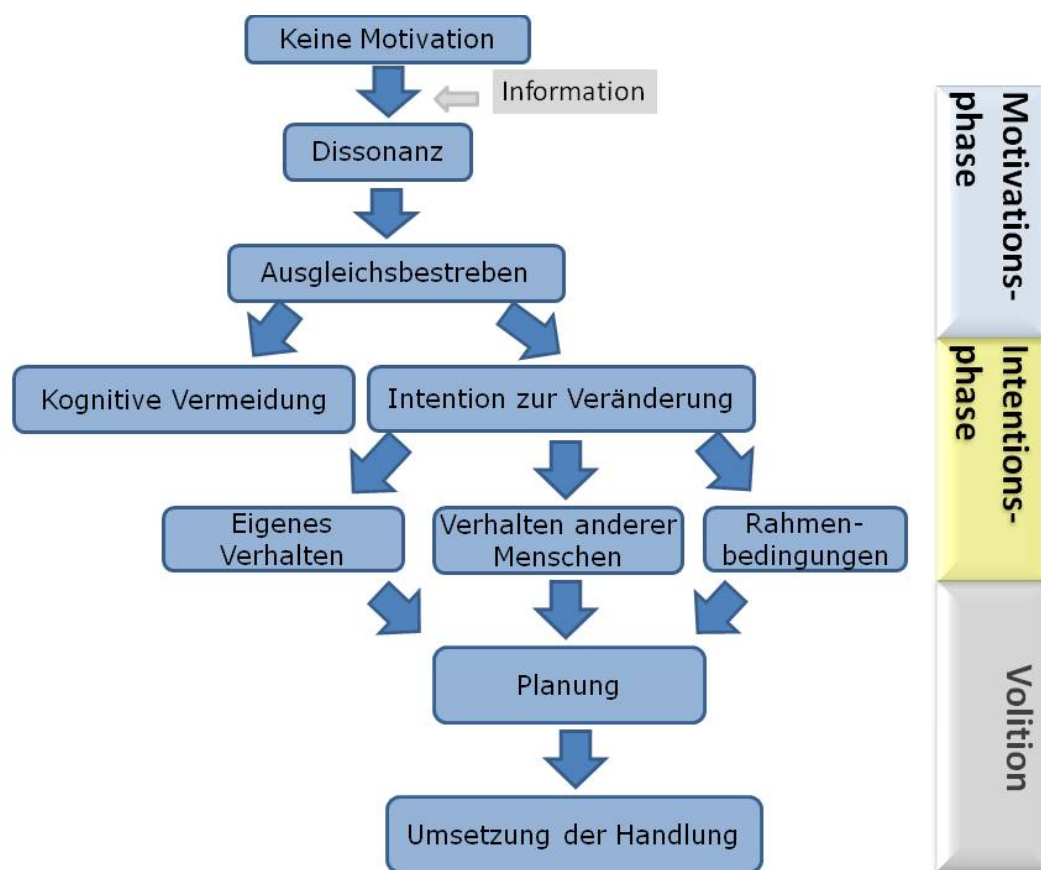 Keine Motivation
Information
Dissonanz
Ausgleichsbestreben
Kognitive Vermeidung
Intention zur Veränderung
Eigenes
Verhalten
Verhalten anderer
Menschen
Rahmen-
bedingungen
Planung
Umsetzung der Handlung
Motivations-
phase
Intentions-
phase
Volition